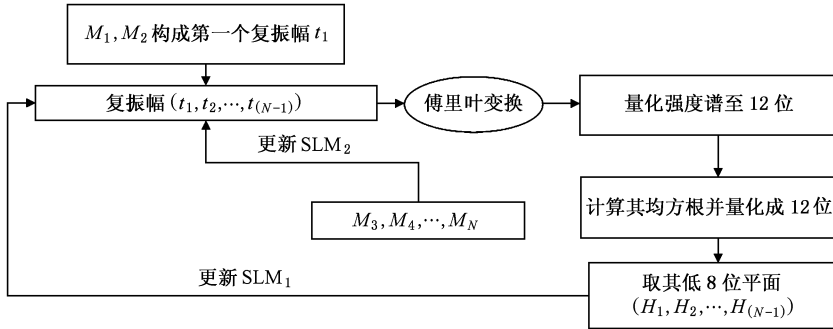 M₁, M₂ 构成第一个复振幅 t₁
复振幅 (t₁, t₂, ⋯, t₍N₋₁₎)
傅里叶变换
量化强度谱至 12 位
更新 SLM₂
M₃, M₄, ⋯, M_N
计算其均方根并量化成 12 位
更新 SLM₁
取其低 8 位平面
(H₁, H₂, ⋯, H₍N₋₁₎)